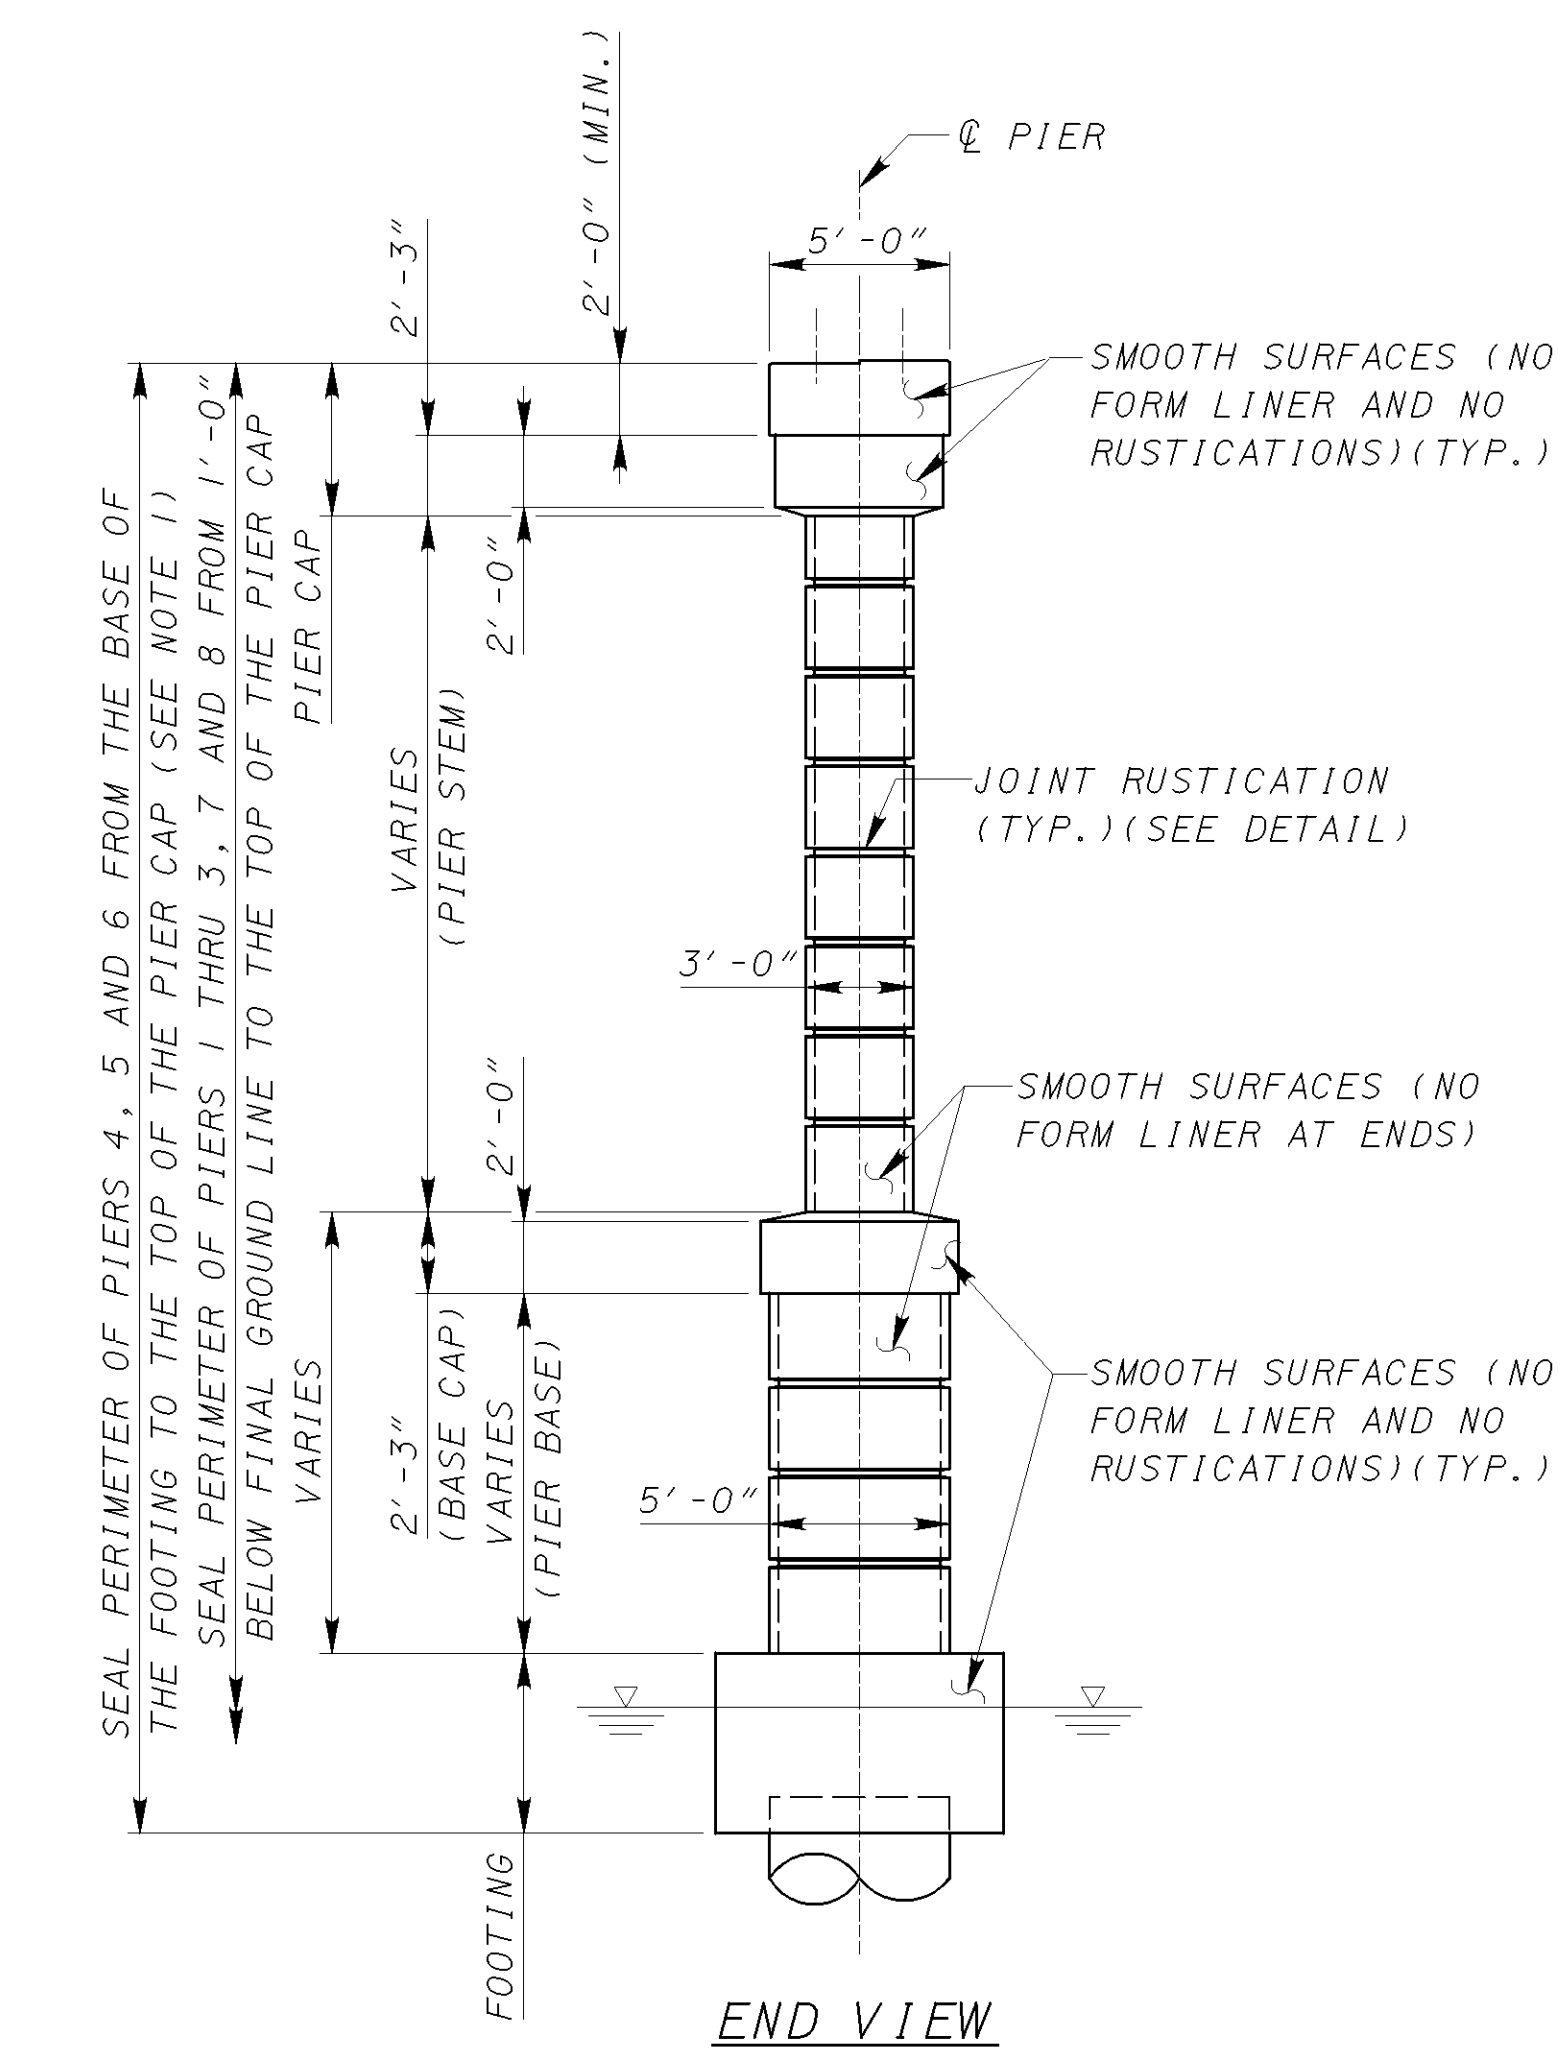 ℄ PIER
2'-0" (MIN.)
5'-0"
2'-3"
SMOOTH SURFACES (NO
FORM LINER AND NO
RUSTICATIONS)(TYP.)
SEAL PERIMETER OF PIERS 4, 5 AND 6 FROM THE BASE OF
THE FOOTING TO THE TOP OF THE PIER CAP (SEE NOTE 1)
SEAL PERIMETER OF PIERS 1 THRU 3, 7 AND 8 FROM 1'-0"
BELOW FINAL GROUND LINE TO THE TOP OF THE PIER CAP
PIER CAP
2'-0"
VARIES
(PIER STEM)
JOINT RUSTICATION
(TYP.)(SEE DETAIL)
3'-0"
2'-0"
SMOOTH SURFACES (NO
FORM LINER AT ENDS)
VARIES
2'-3"
(BASE CAP)
VARIES
(PIER BASE)
5'-0"
SMOOTH SURFACES (NO
FORM LINER AND NO
RUSTICATIONS)(TYP.)
FOOTING
END VIEW